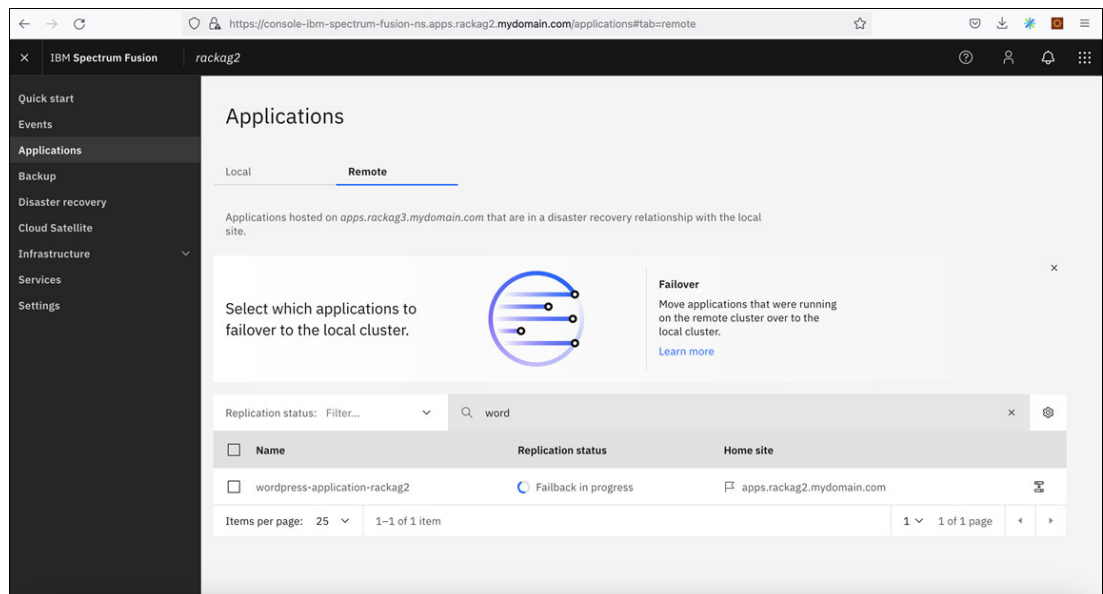 https://console-ibm-spectrum-fusion-ns.apps.rackag2.mydomain.com/applications#tab=remote
IBM Spectrum Fusion
rackag2
Quick start
Events
Applications
Backup
Disaster recovery
Cloud Satellite
Infrastructure
Services
Settings
Applications
Local
Remote
Applications hosted on apps.rackag3.mydomain.com that are in a disaster recovery relationship with the local
site.
Select which applications to
failover to the local cluster.
Failover
Move applications that were running
on the remote cluster over to the
local cluster.
Learn more
Replication status: Filter...
word
Name Replication status Home site
wordpress-application-rackag2 Failback in progress apps.rackag2.mydomain.com
Items per page: 25 1–1 of 1 item 1 1 of 1 page